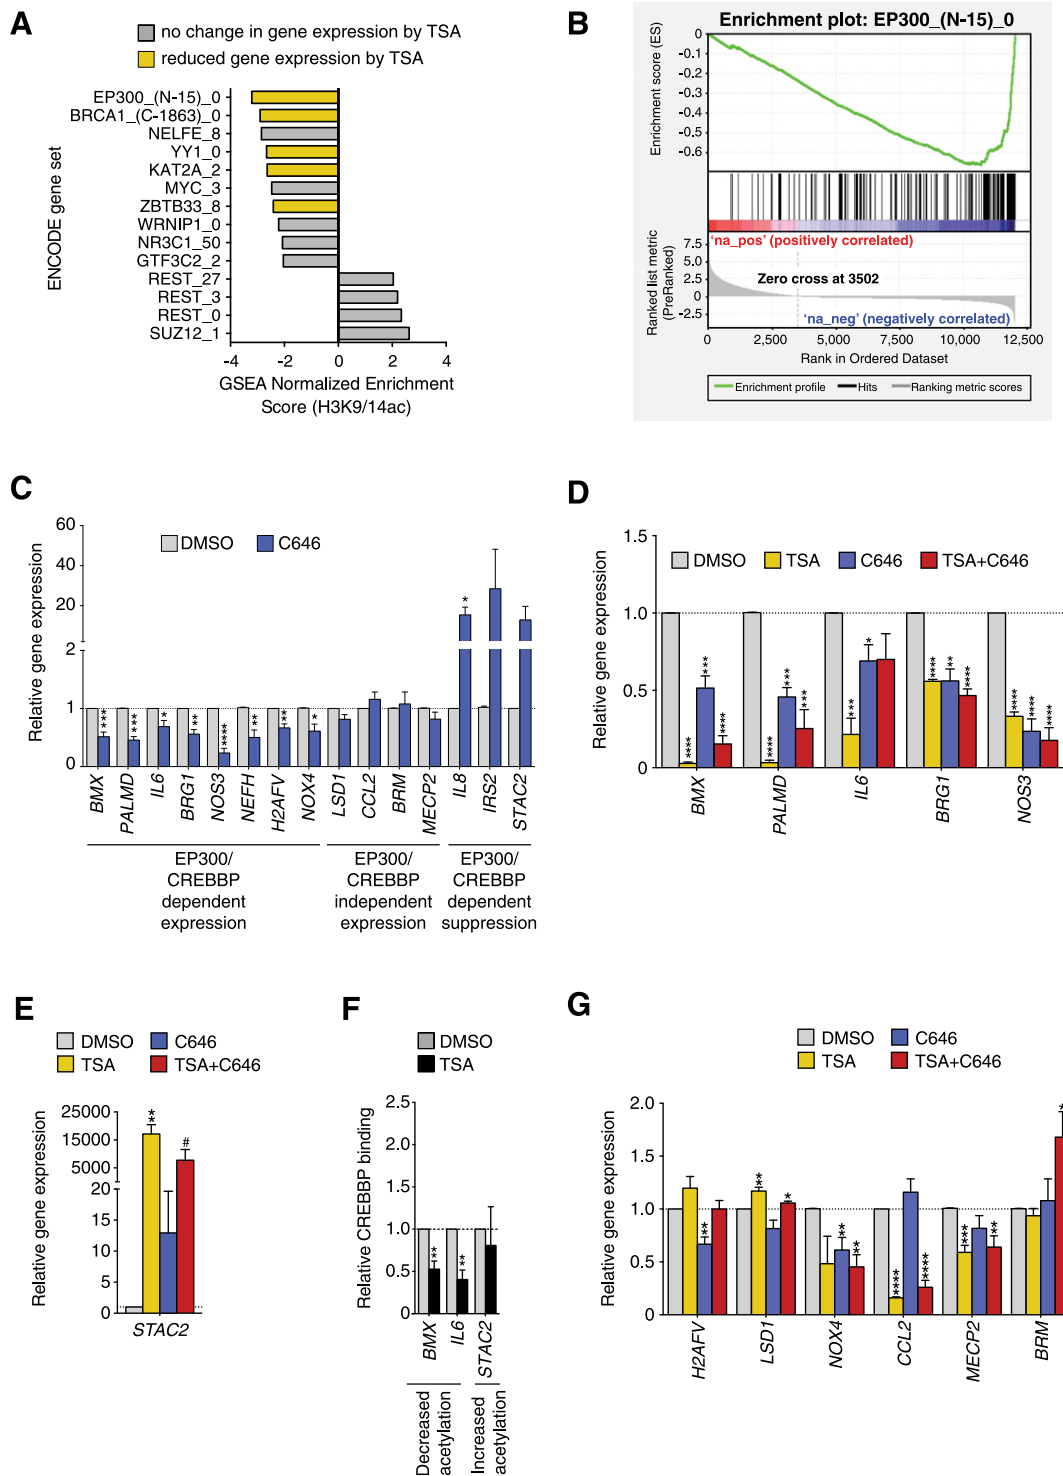 A
no change in gene expression by TSA
reduced gene expression by TSA
ENCODE gene set
EP300_(N-15)_0
BRCA1_(C-1863)_0
NELFE_8
YY1_0
KAT2A_2
MYC_3
ZBTB33_8
WRNIP1_0
NR3C1_50
GTF3C2_2
REST_27
REST_3
REST_0
SUZ12_1
-4 -2 0 2 4
GSEA Normalized Enrichment
Score (H3K9/14ac)
B
Enrichment plot: EP300_(N-15)_0
Enrichment score (ES)
0
-0.1
-0.2
-0.3
-0.4
-0.5
-0.6
'na_pos' (positively correlated)
Ranked list metric
(PreRanked)
7.5
5.0
2.5
0
-2.5
Zero cross at 3502
'na_neg' (negatively correlated)
0 2,500 5,000 7,500 10,000 12,500
Rank in Ordered Dataset
Enrichment profile Hits Ranking metric scores
C
Relative gene expression
60
20
2
1
0
DMSO C646
*** *** * ** **** ** ** * *
BMX PALMD IL6 BRG1 NOS3 NEFH H2AFV NOX4 LSD1 CCL2 BRM MECP2 IL8 IRS2 STAC2
EP300/ EP300/ EP300/
CREBBP CREBBP CREBBP
dependent independent dependent
expression expression suppression
D
Relative gene expression
1.5
1.0
0.5
0
DMSO TSA C646 TSA+C646
**** *** **** **** *** *** *** * **** ** **** **** *** ****
BMX PALMD IL6 BRG1 NOS3
E
DMSO C646
TSA TSA+C646
Relative gene expression
25000
15000
5000
20
15
10
5
0
** #
STAC2
F
DMSO
TSA
Relative CREBBP binding
2.5
2.0
1.5
1.0
0.5
0
** **
BMX IL6 STAC2
Decreased
acetylation
Increased
acetylation
G
DMSO C646
TSA TSA+C646
Relative gene expression
2.0
1.5
1.0
0.5
0
** ** * ** ** **** **** *** ** *
H2AFV LSD1 NOX4 CCL2 MECP2 BRM